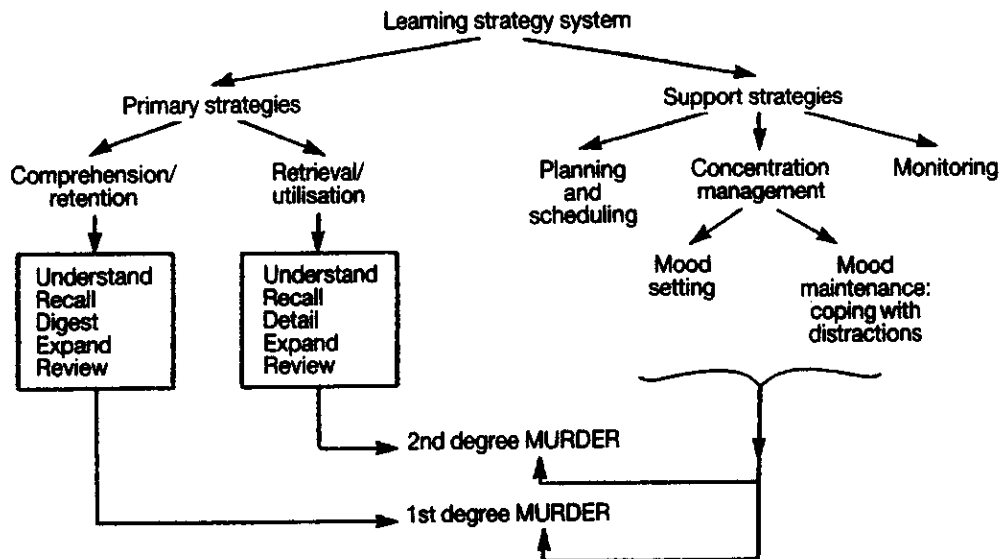 Learning strategy system
Primary strategies
Support strategies
Comprehension/
retention
Retrieval/
utilisation
Planning
and
scheduling
Concentration
management
Monitoring
Understand
Recall
Digest
Expand
Review
Understand
Recall
Detail
Expand
Review
Mood
setting
Mood
maintenance:
coping with
distractions
2nd degree MURDER
1st degree MURDER